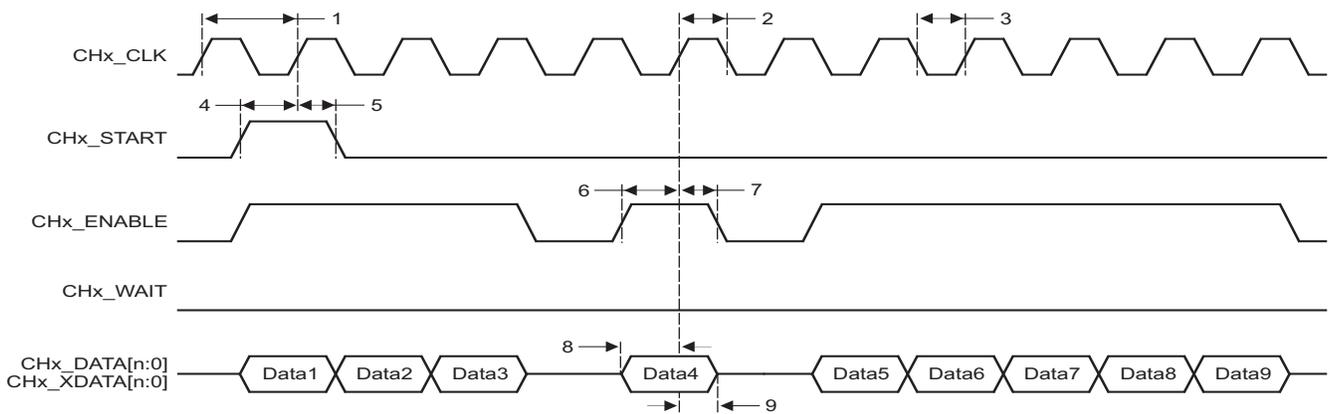 1 2 3
CHx_CLK
4 5
CHx_START
6 7
CHx_ENABLE
CHx_WAIT
8
CHx_DATA[n:0]
CHx_XDATA[n:0]
Data1 Data2 Data3 Data4 Data5 Data6 Data7 Data8 Data9
9